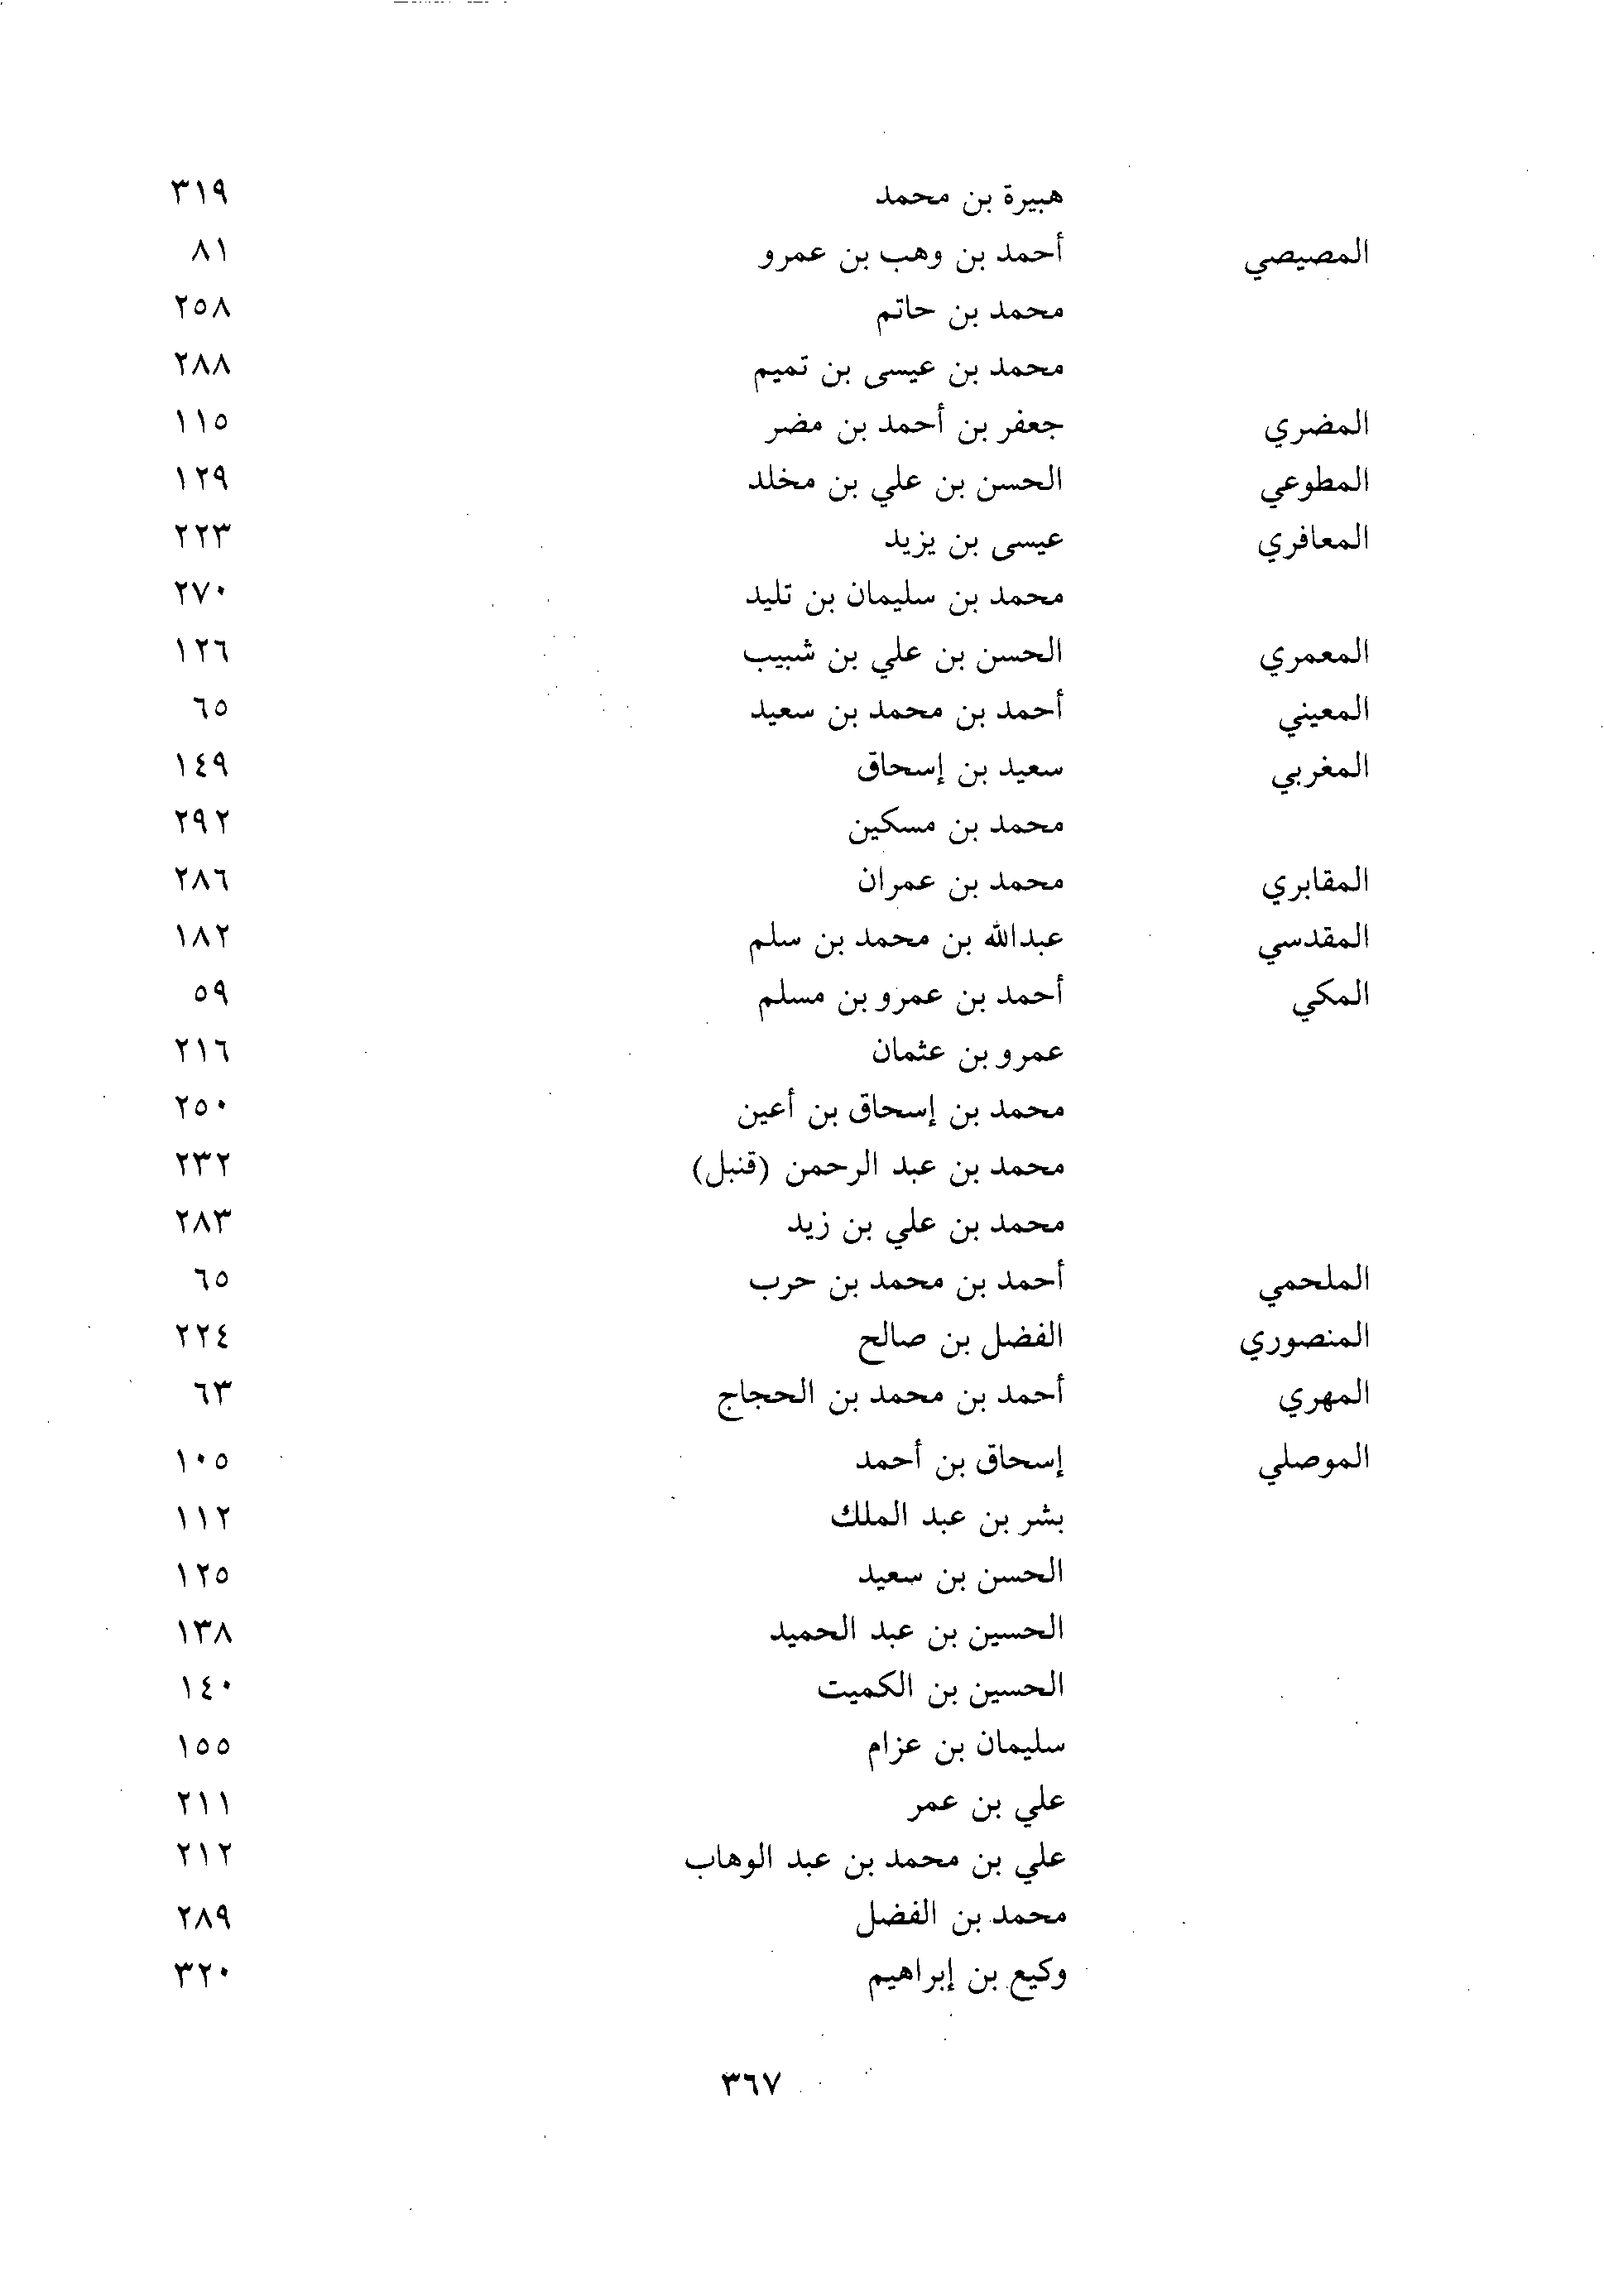 هبيرة بن محمد ٣١٩
المصيصي أحمد بن وهب بن عمرو ٨١
محمد بن حاتم ٢٥٨
محمد بن عيسى بن تميم ٢٨٨
المضري جعفر بن أحمد بن مضر ١١٥
المطوعي الحسن بن علي بن مخلد ١٢٩
المعافري عيسى بن يزيد ٢٢٣
محمد بن سليمان بن تليد ٢٧٠
المعمري الحسن بن علي بن شبيب ١٢٦
المعيني أحمد بن محمد بن سعيد ٦٥
المغربي سعيد بن إسحاق ١٤٩
محمد بن مسكين ٢٩٢
المقابري محمد بن عمران ٢٨٦
المقدسي عبدالله بن محمد بن سلم ١٨٢
المكي أحمد بن عمرو بن مسلم ٥٩
عمرو بن عثمان ٢١٦
محمد بن إسحاق بن أعين ٢٥٠
محمد بن عبد الرحمن (قنبل) ٢٣٢
محمد بن علي بن زيد ٢٨٣
الملحمي أحمد بن محمد بن حرب ٦٥
المنصوري الفضل بن صالح ٢٢٤
المهري أحمد بن محمد بن الحجاج ٦٣
الموصلي إسحاق بن أحمد ١٠٥
بشر بن عبد الملك ١١٢
الحسن بن سعيد ١٢٥
الحسين بن عبد الحميد ١٣٨
الحسين بن الكميت ١٤٠
سليمان بن عزام ١٥٥
علي بن عمر ٢١١
علي بن محمد بن عبد الوهاب ٢١٢
محمد بن الفضل ٢٨٩
وكيع بن إبراهيم ٣٢٠
٣٦٧